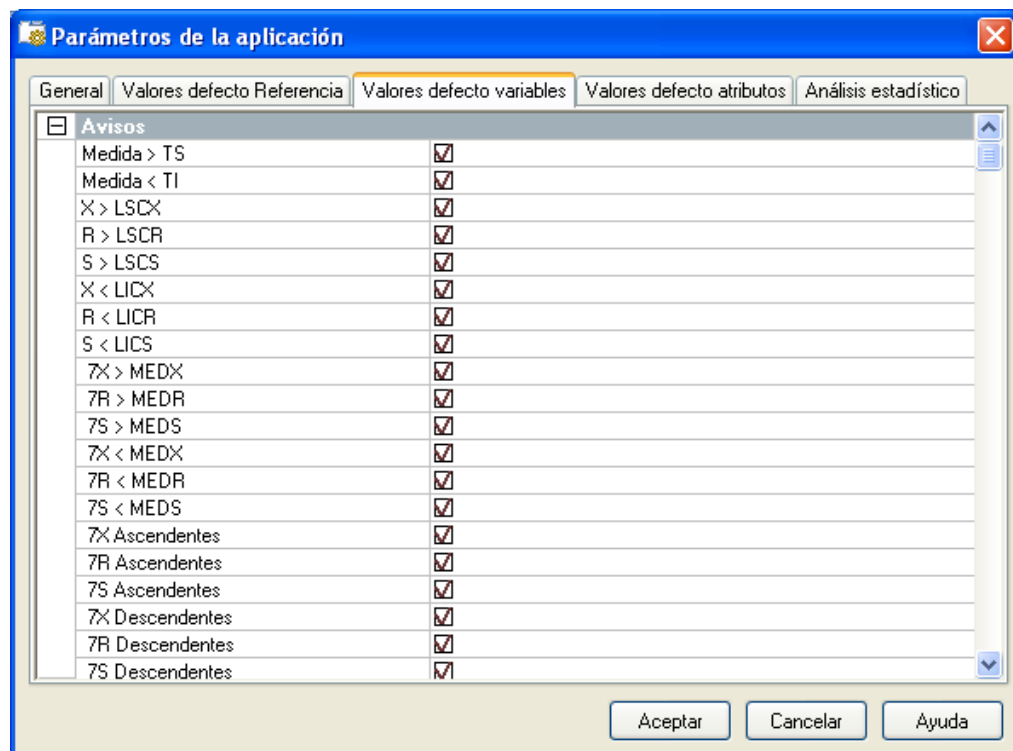 Parámetros de la aplicación
General Valores defecto Referencia Valores defecto variables Valores defecto atributos Análisis estadístico
Avisos
Medida > TS
Medida < TI
X > LSCX
R > LSCR
S > LSCS
X < LICX
R < LICR
S < LICS
7X > MEDX
7R > MEDR
7S > MEDS
7X < MEDX
7R < MEDR
7S < MEDS
7X Ascendentes
7R Ascendentes
7S Ascendentes
7X Descendentes
7R Descendentes
7S Descendentes
Aceptar Cancelar Ayuda